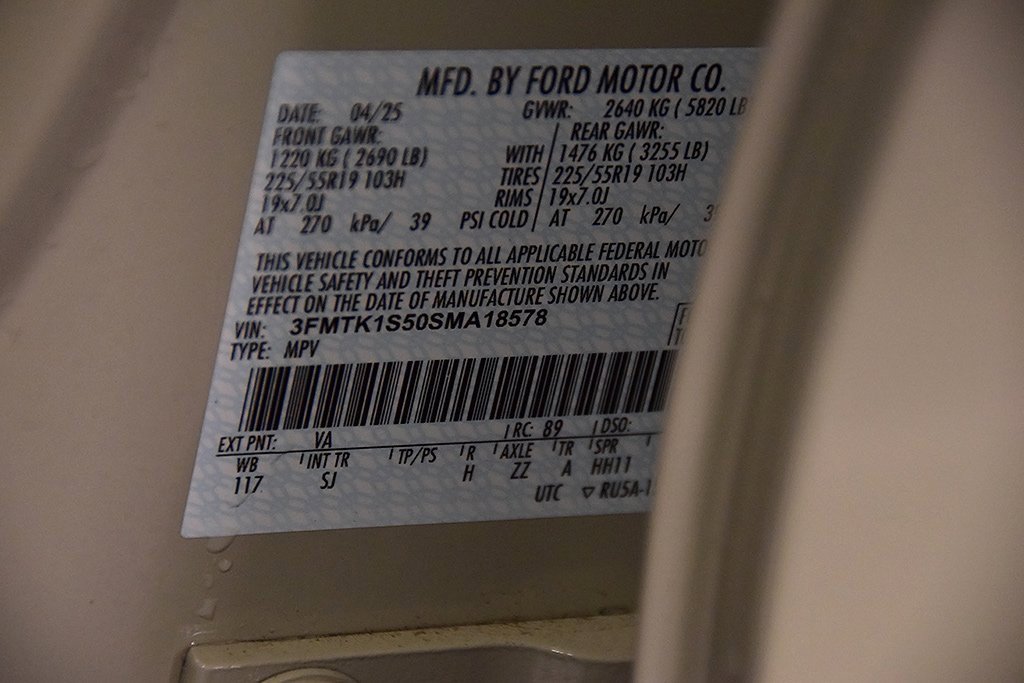 MFD. BY FORD MOTOR CO.
DATE: 04/25 GVWR: 2640 KG ( 5820 LB
FRONT GAWR: REAR GAWR:
1220 KG ( 2690 LB) WITH 1476 KG ( 3255 LB)
225/55R19 103H TIRES 225/55R19 103H
19x7.0J RIMS 19x7.0J
AT 270 kPa/ 39 PSI COLD AT 270 kPa/ 3
THIS VEHICLE CONFORMS TO ALL APPLICABLE FEDERAL MOTO
VEHICLE SAFETY AND THEFT PREVENTION STANDARDS IN
EFFECT ON THE DATE OF MANUFACTURE SHOWN ABOVE.
VIN: 3FMTK1S50SMA18578
TYPE: MPV
EXT PNT: VA RC: 89 DSO:
WB INT TR TP/PS R AXLE TR SPR
117 SJ H ZZ A HH11
UTC ▽ RU5A-1